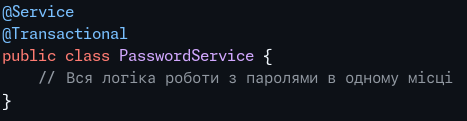 @Service
@Transactional
public class PasswordService {
    // Вся логіка роботи з паролями в одному місці
}